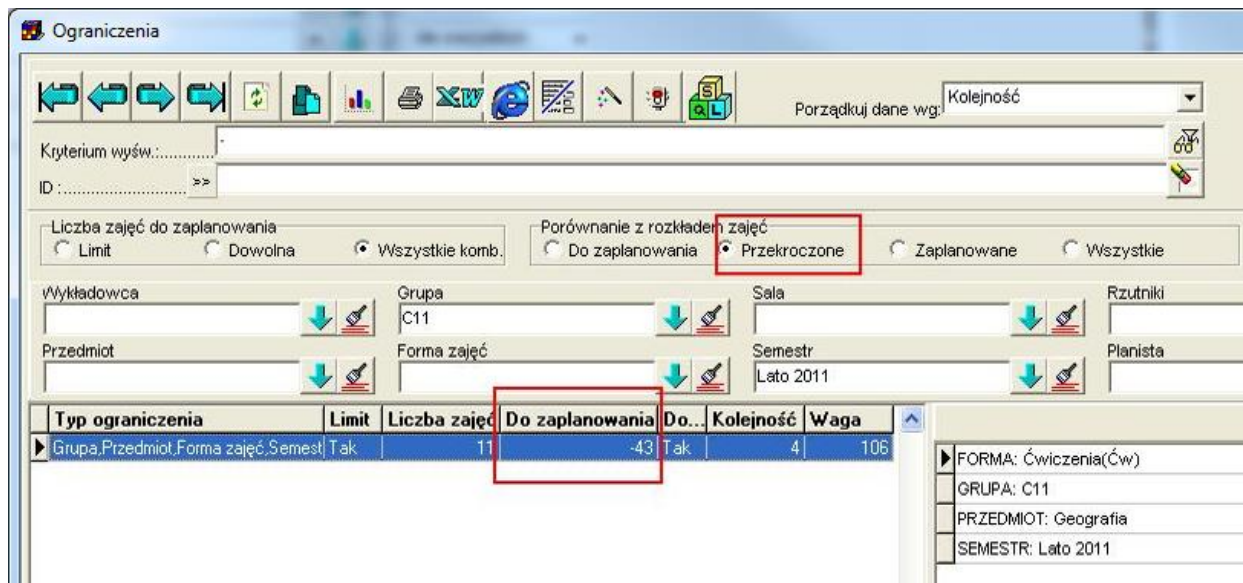 Ograniczenia
Porządkuj dane wg: Kolejność
Kryterium wyśw.:............ -
ID :.......................... >>
Liczba zajęć do zaplanowania
Porównanie z rozkładem zajęć
Limit Dowolna Wszystkie komb. Do zaplanowania Przekroczone Zaplanowane Wszystkie
Wykładowca Grupa Sala Rzutniki
C11
Przedmiot Forma zajęć Semestr Planista
Lato 2011
Typ ograniczenia Limit Liczba zajęć Do zaplanowania Do... Kolejność Waga
Grupa,Przedmiot,Forma zajęć,Semest Tak 11 -43 Tak 4 106
FORMA: Ćwiczenia(Ćw)
GRUPA: C11
PRZEDMIOT: Geografia
SEMESTR: Lato 2011